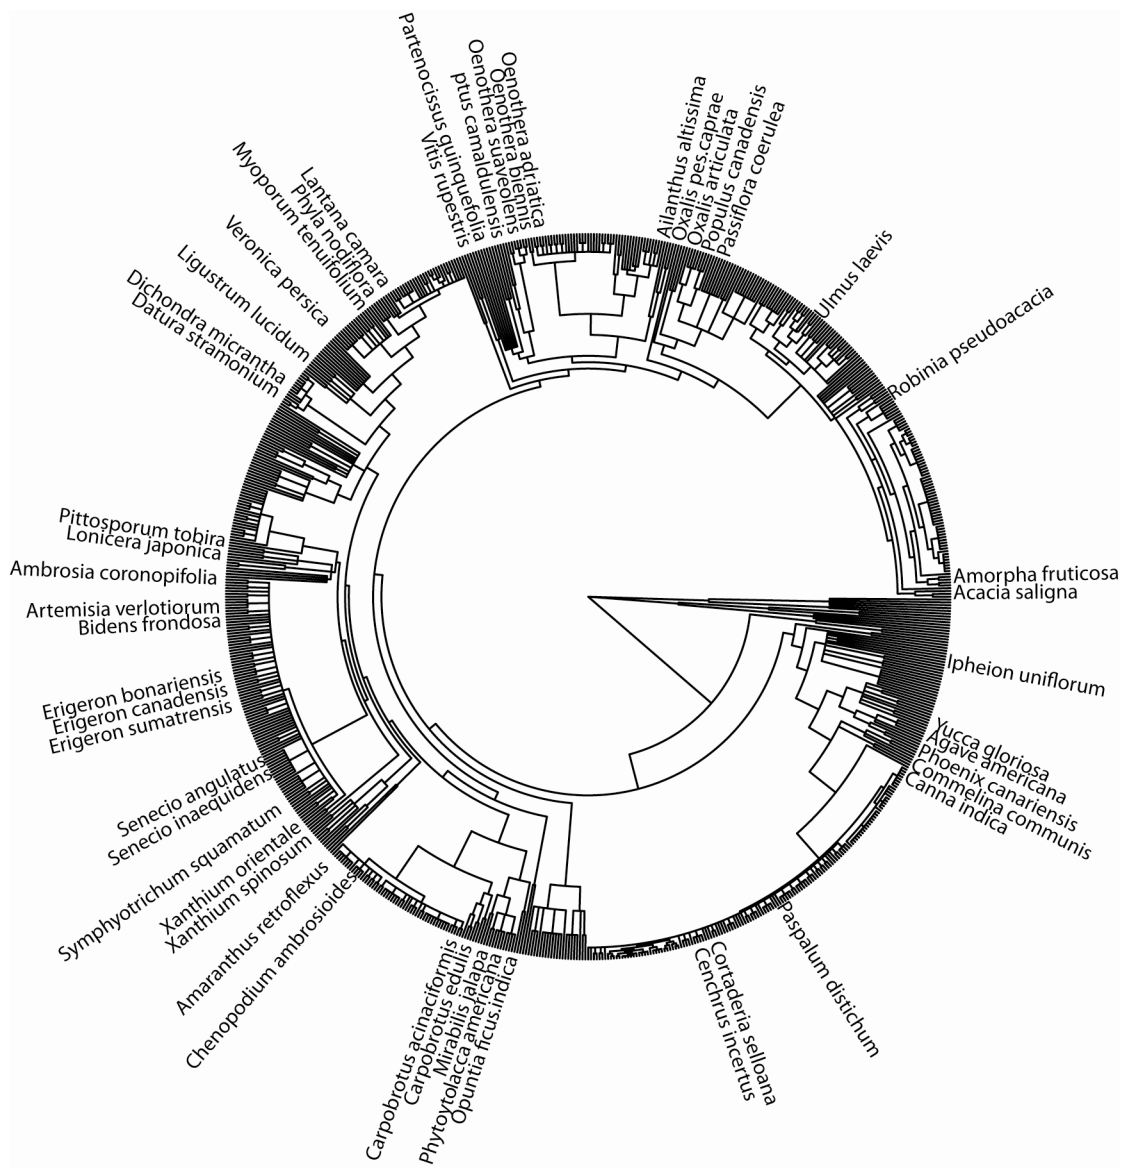 Partenocissus quinquefolia
Vitis rupestris
ptus camaldulensis
Oenothera suaveolens
Oenothera biennis
Oenothera adriatica
Ailanthus altissima
Oxalis pes.caprae
Oxalis articulata
Populus canadensis
Passiflora coerulea
Ulmus laevis
Robinia pseudoacacia
Amorpha fruticosa
Acacia saligna
Ipheion uniflorum
Yucca gloriosa
Agave americana
Phoenix canariensis
Commelina communis
Canna indica
Paspalum distichum
Cortaderia selloana
Cenchrus incertus
Opuntia ficus.indica
Phytoytolacca americana
Mirabilis jalapa
Carpobrotus edulis
Carpobrotus acinaciformis
Chenopodium ambrosioides
Amaranthus retroflexus
Xanthium spinosum
Xanthium orientale
Symphyotrichum squamatum
Senecio inaequidens
Senecio angulatus
Erigeron sumatrensis
Erigeron canadensis
Erigeron bonariensis
Bidens frondosa
Artemisia verlotiorum
Ambrosia coronopifolia
Lonicera japonica
Pittosporum tobira
Datura stramonium
Dichondra micrantha
Ligustrum lucidum
Veronica persica
Myoporum tenuifolium
Phyla nodiflora
Lantana camara